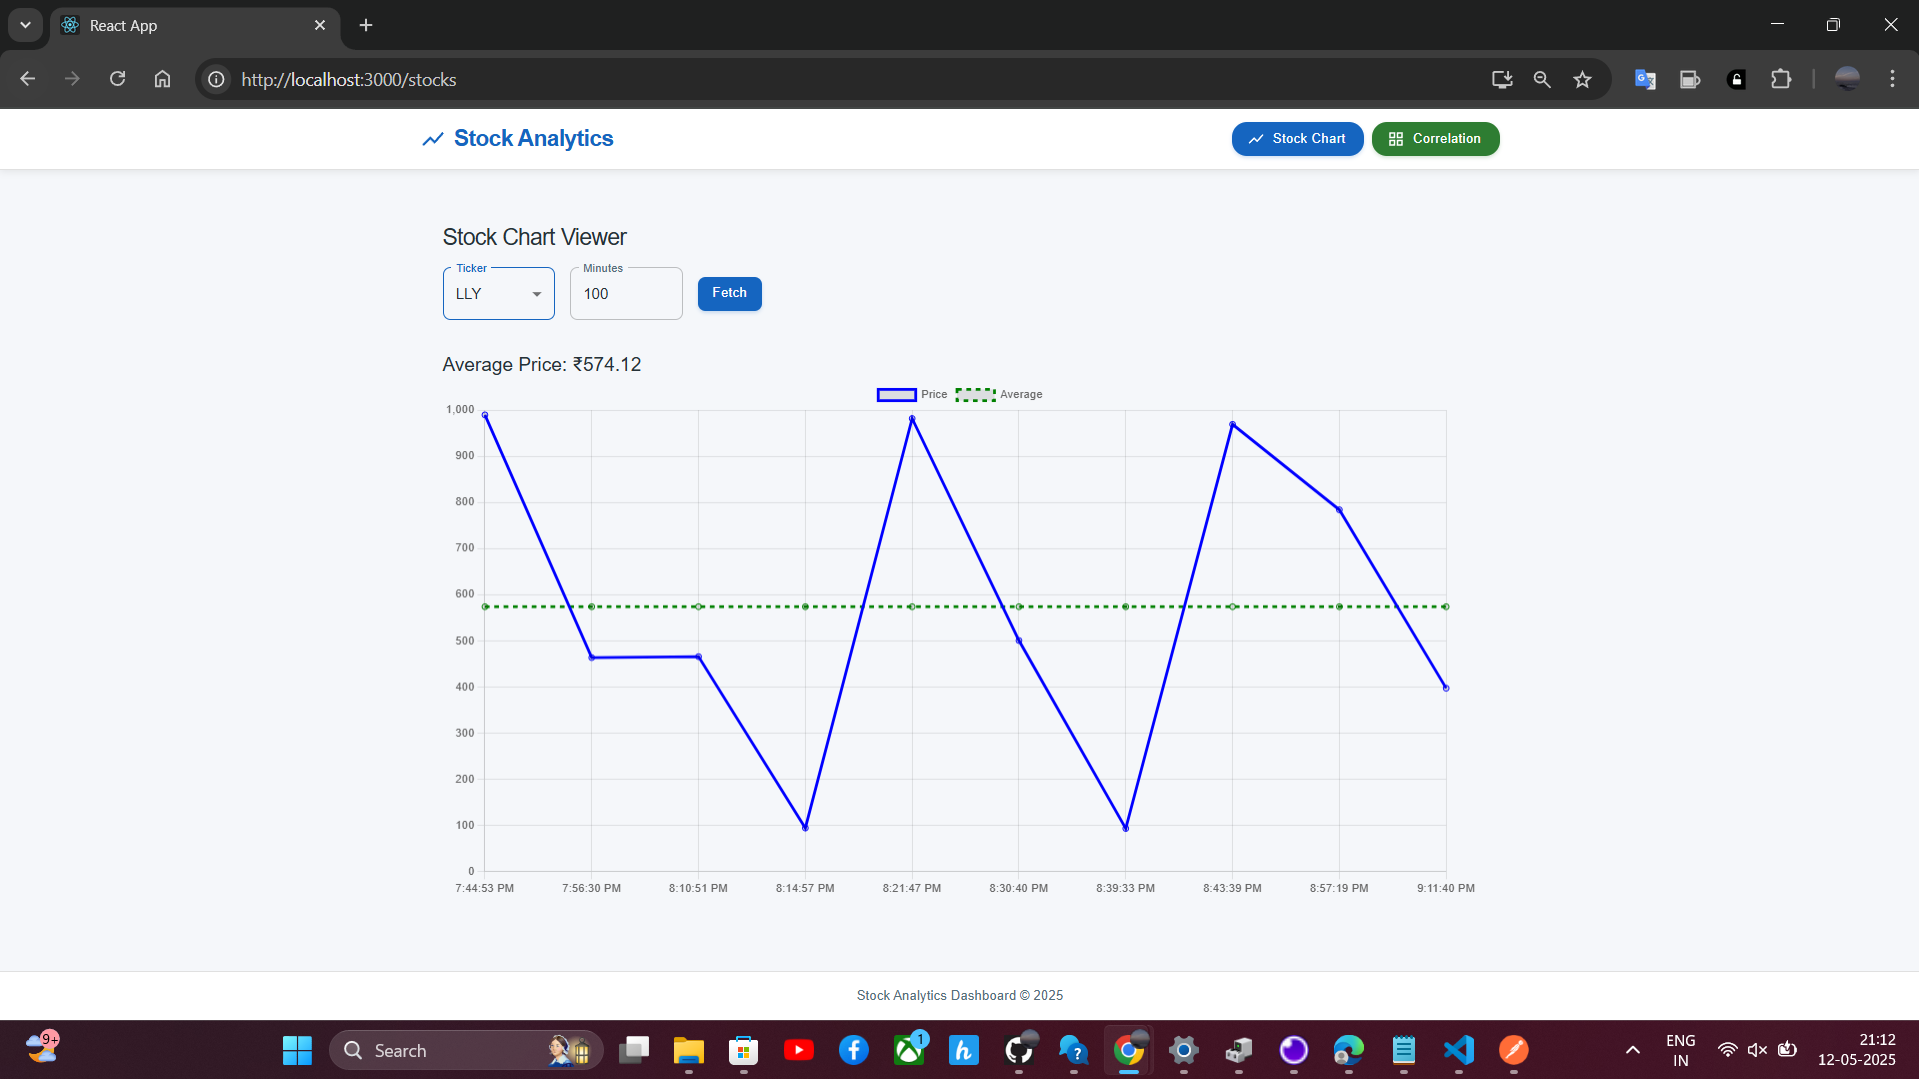 React App
http://localhost:3000/stocks
Stock Analytics
Stock Chart
Correlation
Stock Chart Viewer
Ticker
LLY
Minutes
100
Fetch
Average Price: ₹574.12
Price
Average
1,000
900
800
700
600
500
400
300
200
100
0
7:44:53 PM
7:56:30 PM
8:10:51 PM
8:14:57 PM
8:21:47 PM
8:30:40 PM
8:39:33 PM
8:43:39 PM
8:57:19 PM
9:11:40 PM
Stock Analytics Dashboard © 2025
9+
Search
1
h
?
ENG
IN
21:12
12-05-2025